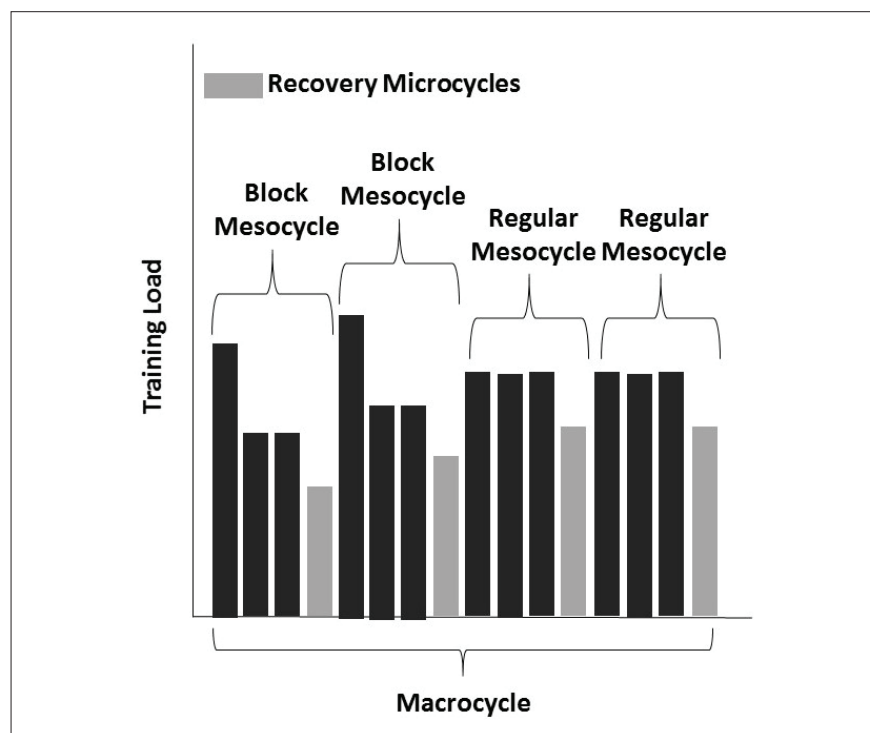 Recovery Microcycles
Block
Mesocycle
Block
Mesocycle
Regular
Mesocycle
Regular
Mesocycle
Training Load
Macrocycle